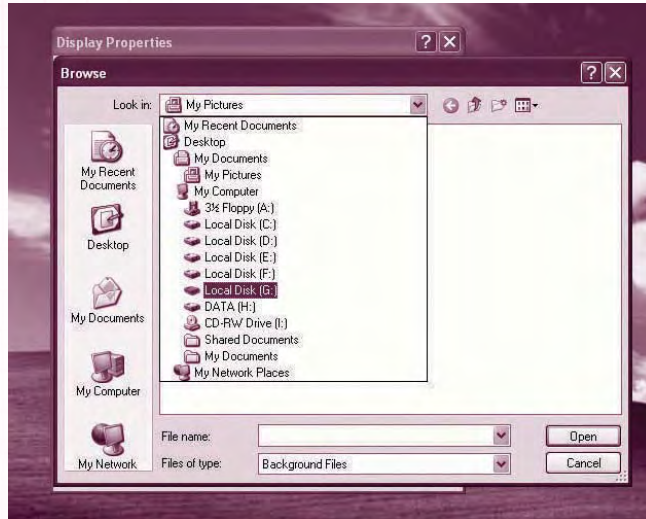 Display Properties
Browse
Look in: My Pictures
My Recent Documents
Desktop
My Documents
My Pictures
My Computer
3½ Floppy (A:)
Local Disk (C:)
Local Disk (D:)
Local Disk (E:)
Local Disk (F:)
Local Disk (G:)
DATA (H:)
CD-RW Drive (I:)
Shared Documents
My Documents
My Network Places
My Recent
Documents
Desktop
My Documents
My Computer
My Network
File name:
Open
Files of type: Background Files
Cancel